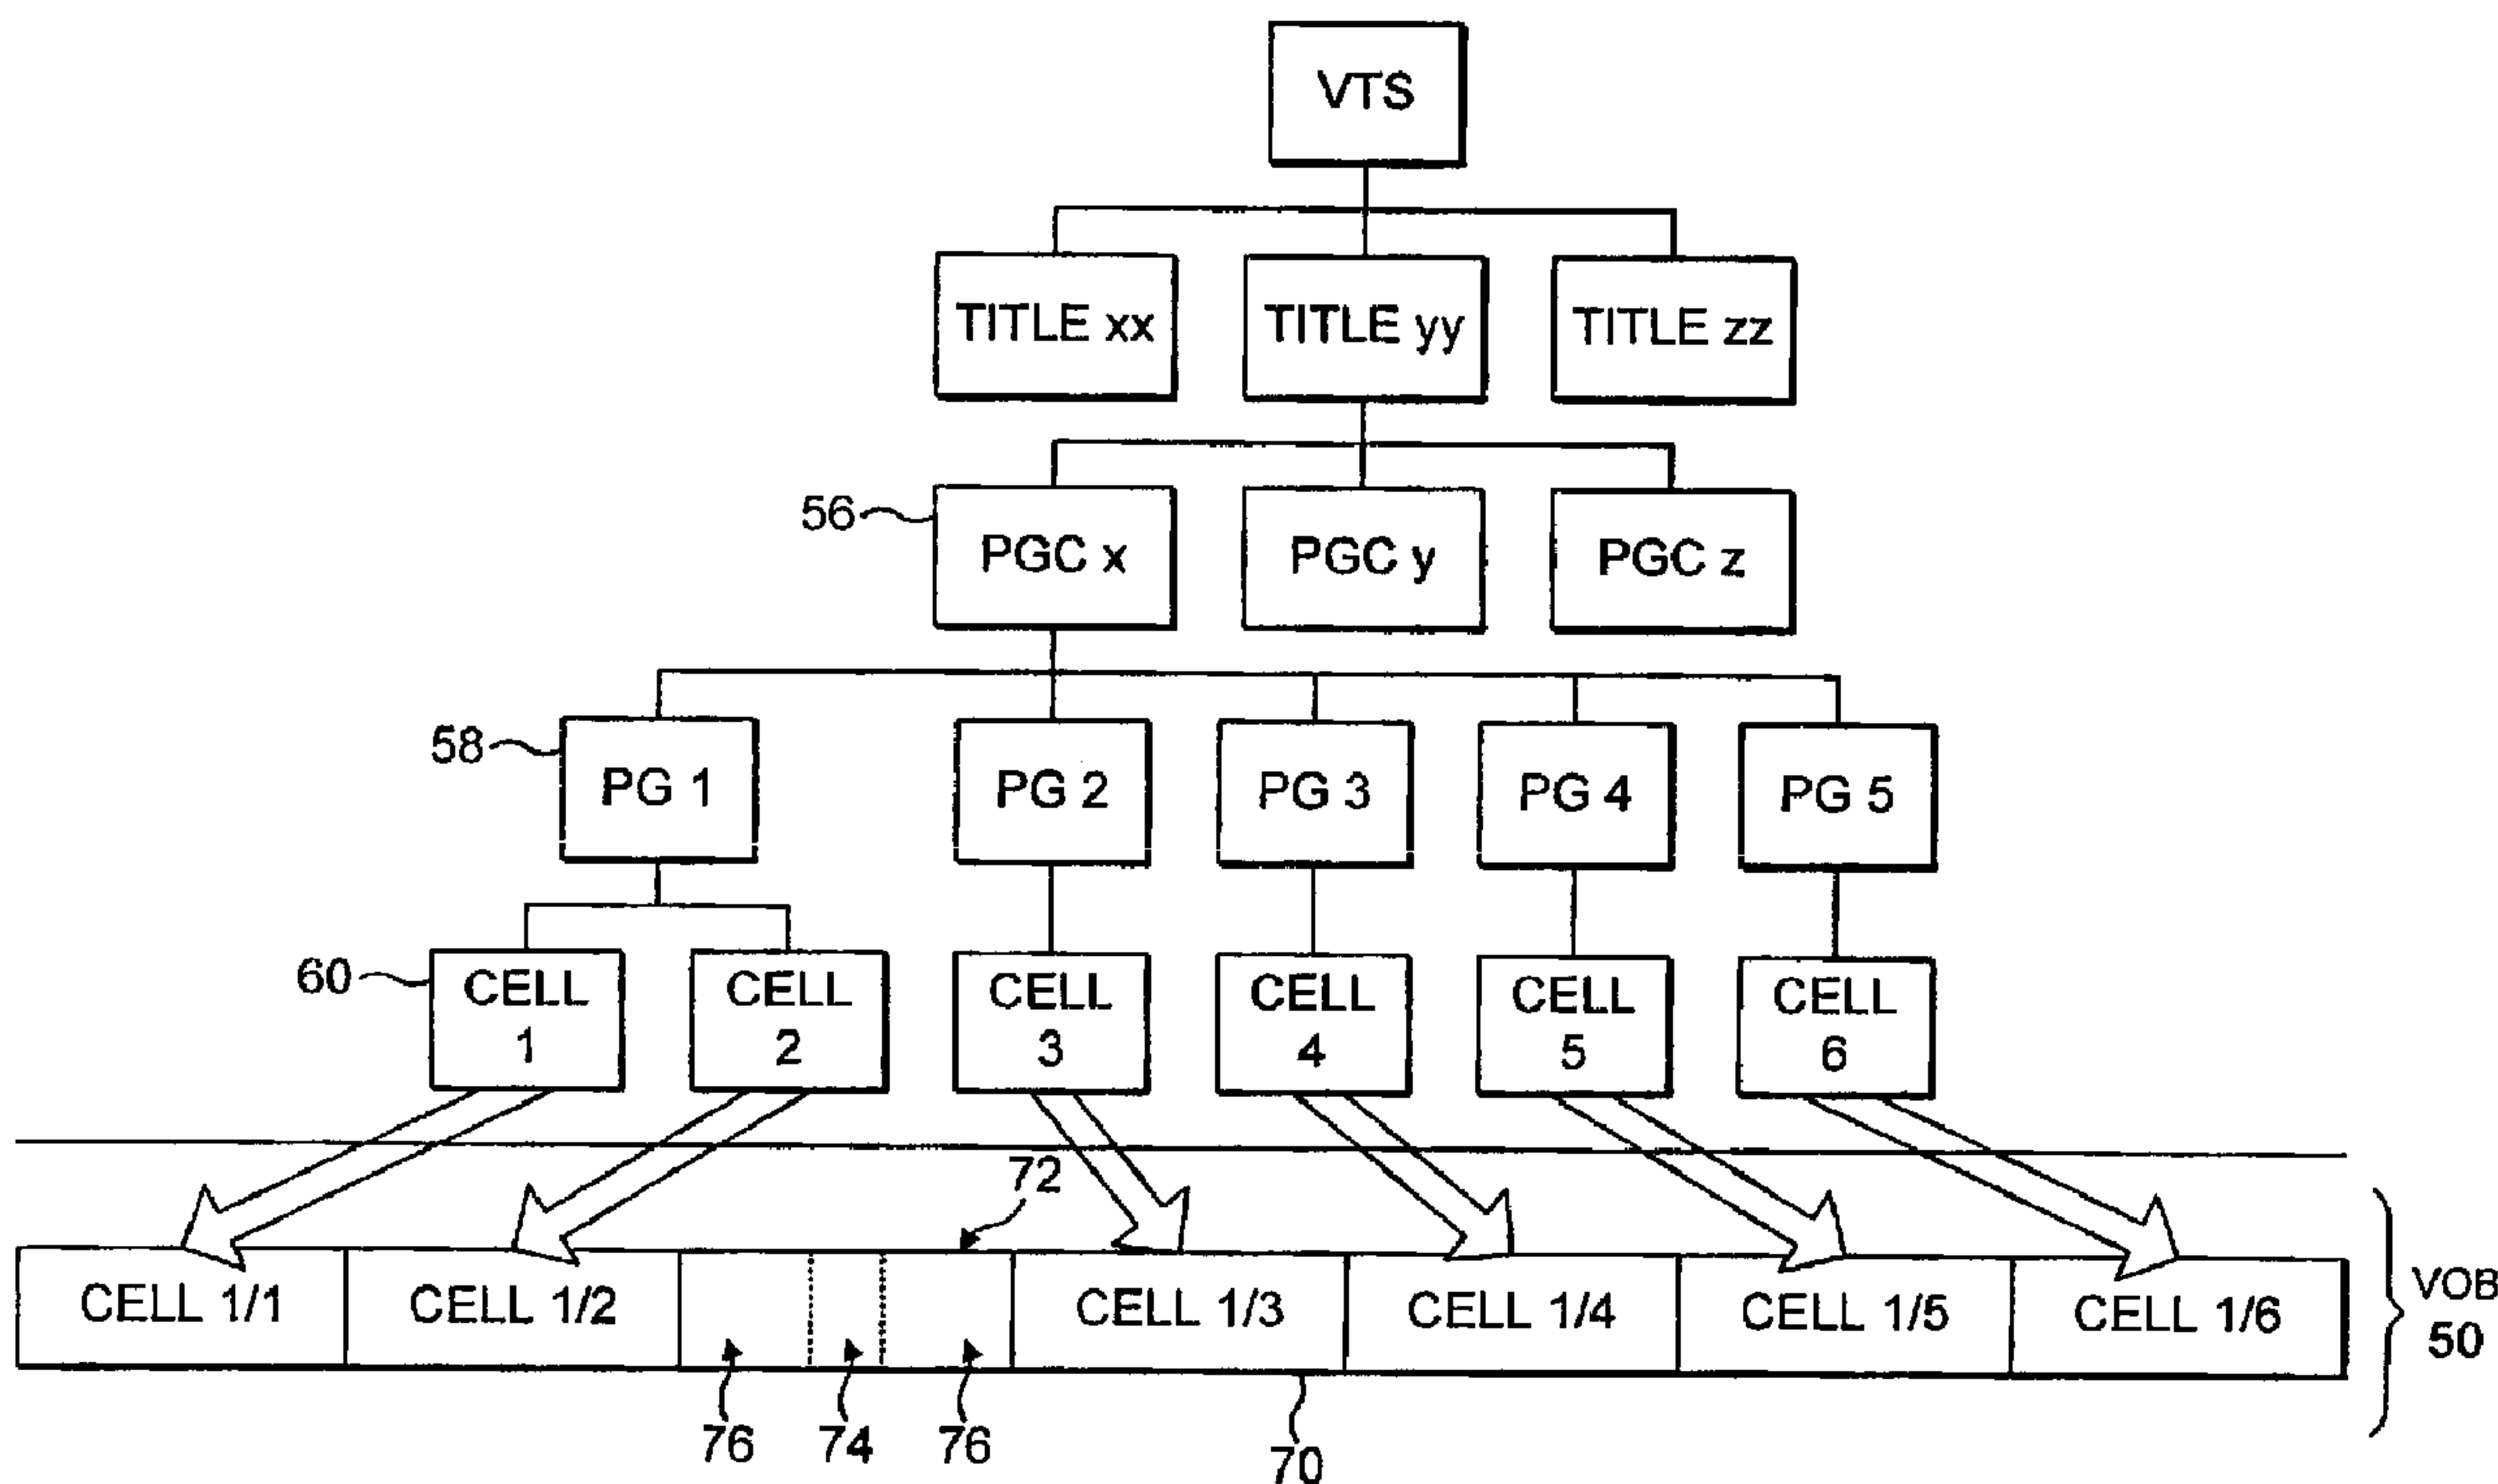 VTS
TITLE xx
TITLE yy
TITLE zz
56
PGC x
PGC y
PGC z
58
PG 1
PG 2
PG 3
PG 4
PG 5
60
CELL
1
CELL
2
CELL
3
CELL
4
CELL
5
CELL
6
72
CELL 1/1
CELL 1/2
CELL 1/3
CELL 1/4
CELL 1/5
CELL 1/6
VOB
50
76
74
76
70